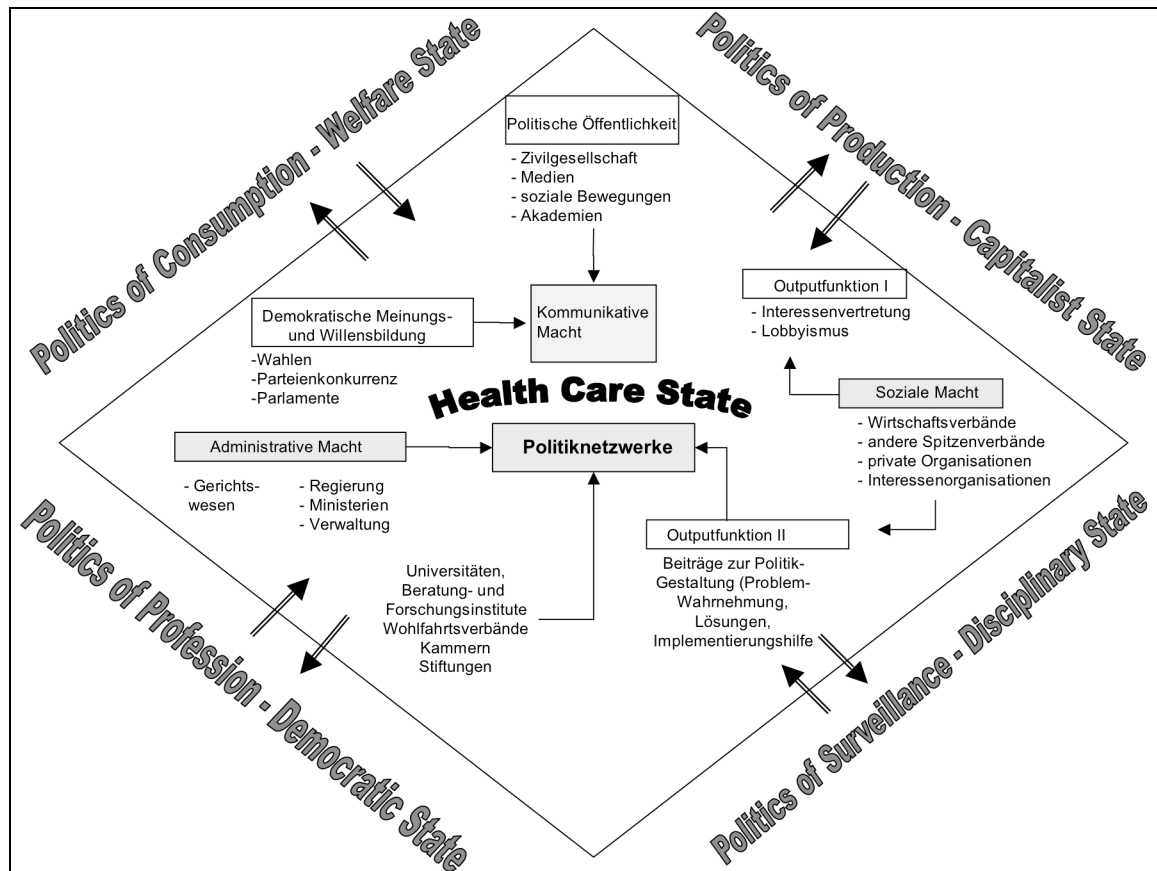 Politics of Consumption - Welfare State
Politics of Production - Capitalist State
Politische Öffentlichkeit
- Zivilgesellschaft
- Medien
- soziale Bewegungen
- Akademien
Demokratische Meinungs-
und Willensbildung
-Wahlen
-Parteienkonkurrenz
-Parlamente
Kommunikative
Macht
Outputfunktion I
- Interessenvertretung
- Lobbyismus
Health Care State
Soziale Macht
- Wirtschaftsverbände
- andere Spitzenverbände
- private Organisationen
- Interessenorganisationen
Administrative Macht
- Gerichts-
wesen
- Regierung
- Ministerien
- Verwaltung
Politiknetzwerke
Outputfunktion II
Beiträge zur Politik-
Gestaltung (Problem-
Wahrnehmung,
Lösungen,
Implementierungshilfe
Universitäten,
Beratung- und
Forschungsinstitute
Wohlfahrtsverbände
Kammern
Stiftungen
Politics of Profession - Democratic State
Politics of Surveillance - Disciplinary State